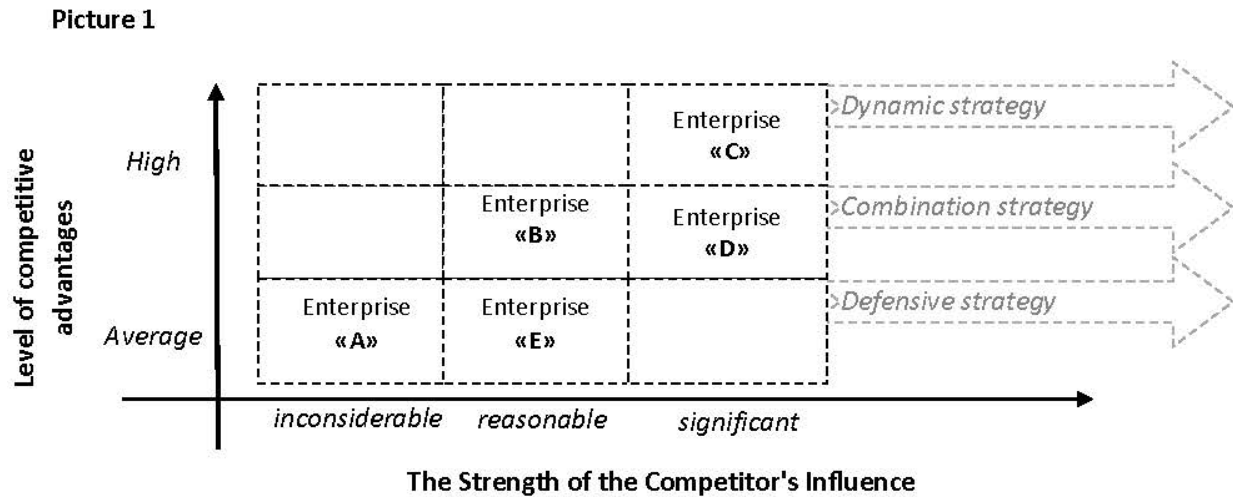 Picture 1
Level of competitive
advantages
High
Average
Enterprise
«C»
Enterprise
«B»
Enterprise
«D»
Enterprise
«A»
Enterprise
«E»
Dynamic strategy
Combination strategy
Defensive strategy
inconsiderable
reasonable
significant
The Strength of the Competitor's Influence